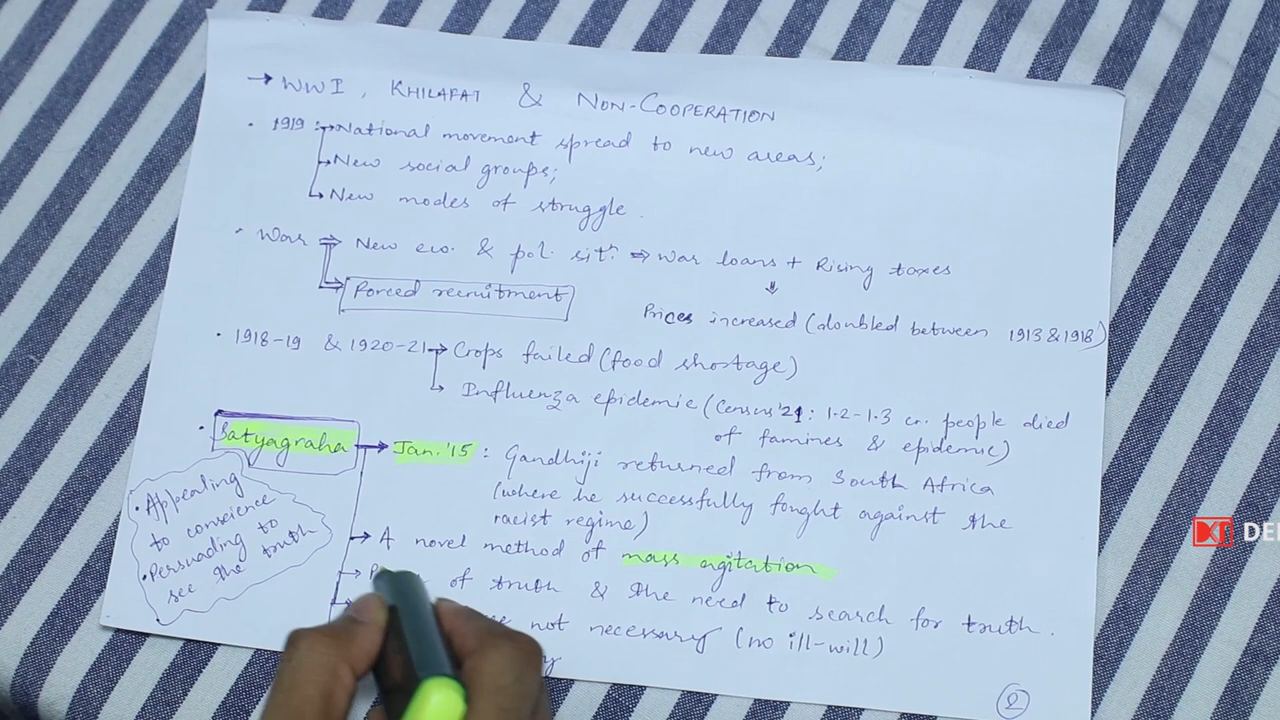 → WWI, KHILAFAT & NON-COOPERATION
• 1919 : → National movement spread to new areas;
→ New social groups;
→ New modes of struggle.
• War ⇒ New eco. & pol. sitⁿ. ⇒ War loans + Rising taxes
⇓
⇒ Forced recruitment
Prices increased (doubled between 1913 & 1918)
• 1918-19 & 1920-21 → Crops failed (food shortage)
→ Influenza epidemic (Census '21 : 1.2-1.3 cr. people died
of famines & epidemic)
• Satyagraha → Jan. '15 : Gandhiji returned from South Africa
(where he successfully fought against the
racist regime)
• Appealing
to conscience
• Persuading to
see the truth
→ A novel method of mass agitation
→ of truth & the need to search for truth.
not necessary (no ill-will)
2
DE